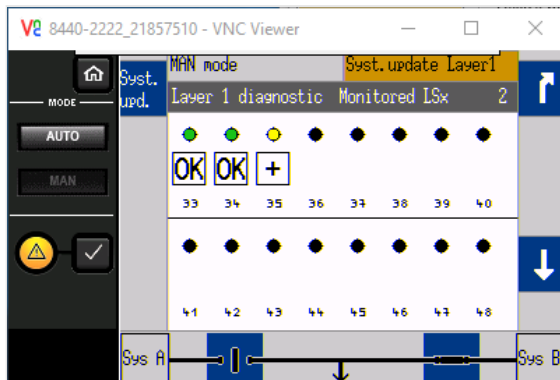 8440-2222_21857510 - VNC Viewer
MAN mode
Syst. update Layer1
Syst.
upd.
Layer 1 diagnostic Monitored LSx 2
MODE
AUTO
MAN
OK OK +
33 34 35 36 37 38 39 40
41 42 43 44 45 46 47 48
Sys A
Sys B